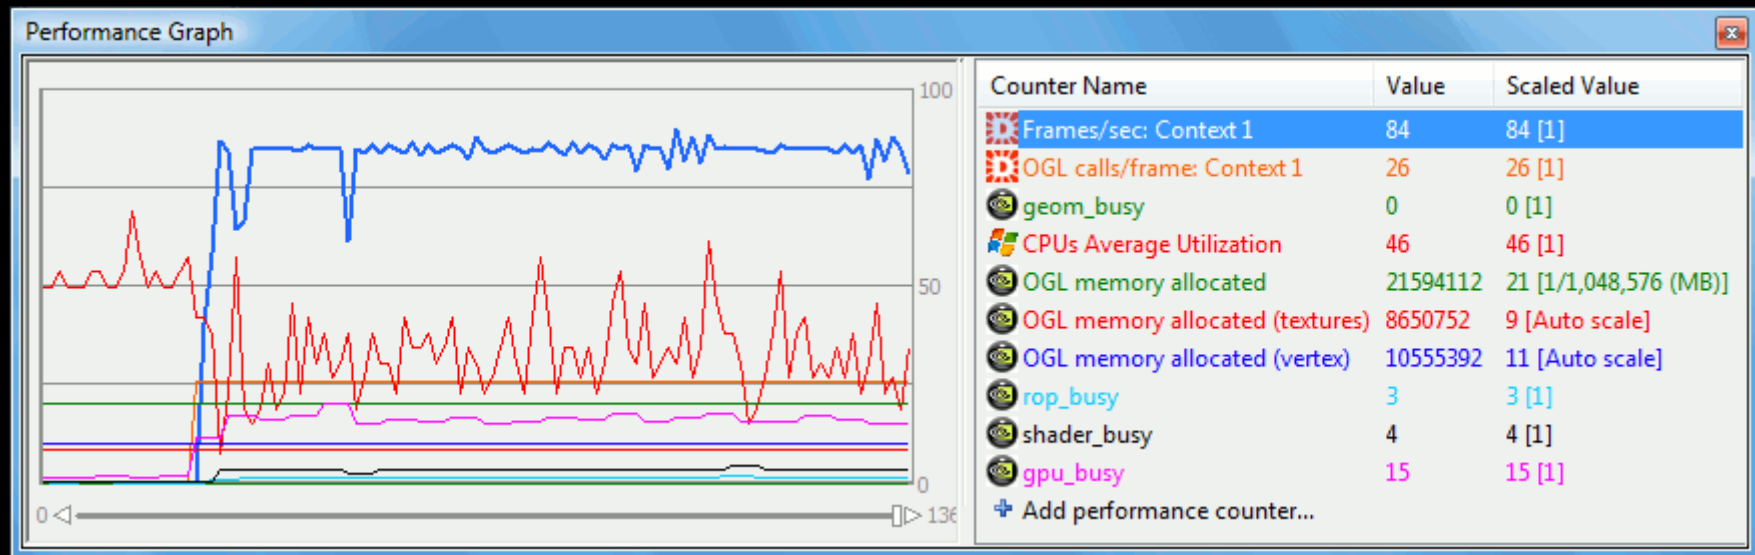 Performance Graph
100
50
0
0 136
Counter Name Value Scaled Value
Frames/sec: Context 1 84 84 [1]
OGL calls/frame: Context 1 26 26 [1]
geom_busy 0 0 [1]
CPUs Average Utilization 46 46 [1]
OGL memory allocated 21594112 21 [1/1,048,576 (MB)]
OGL memory allocated (textures) 8650752 9 [Auto scale]
OGL memory allocated (vertex) 10555392 11 [Auto scale]
rop_busy 3 3 [1]
shader_busy 4 4 [1]
gpu_busy 15 15 [1]
Add performance counter...